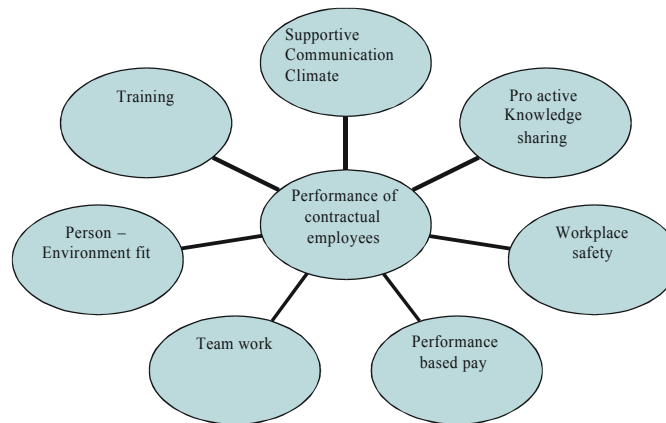 Supportive
Communication
Climate
Training
Pro active
Knowledge
sharing
Performance of
contractual
employees
Person –
Environment fit
Workplace
safety
Team work
Performance
based pay